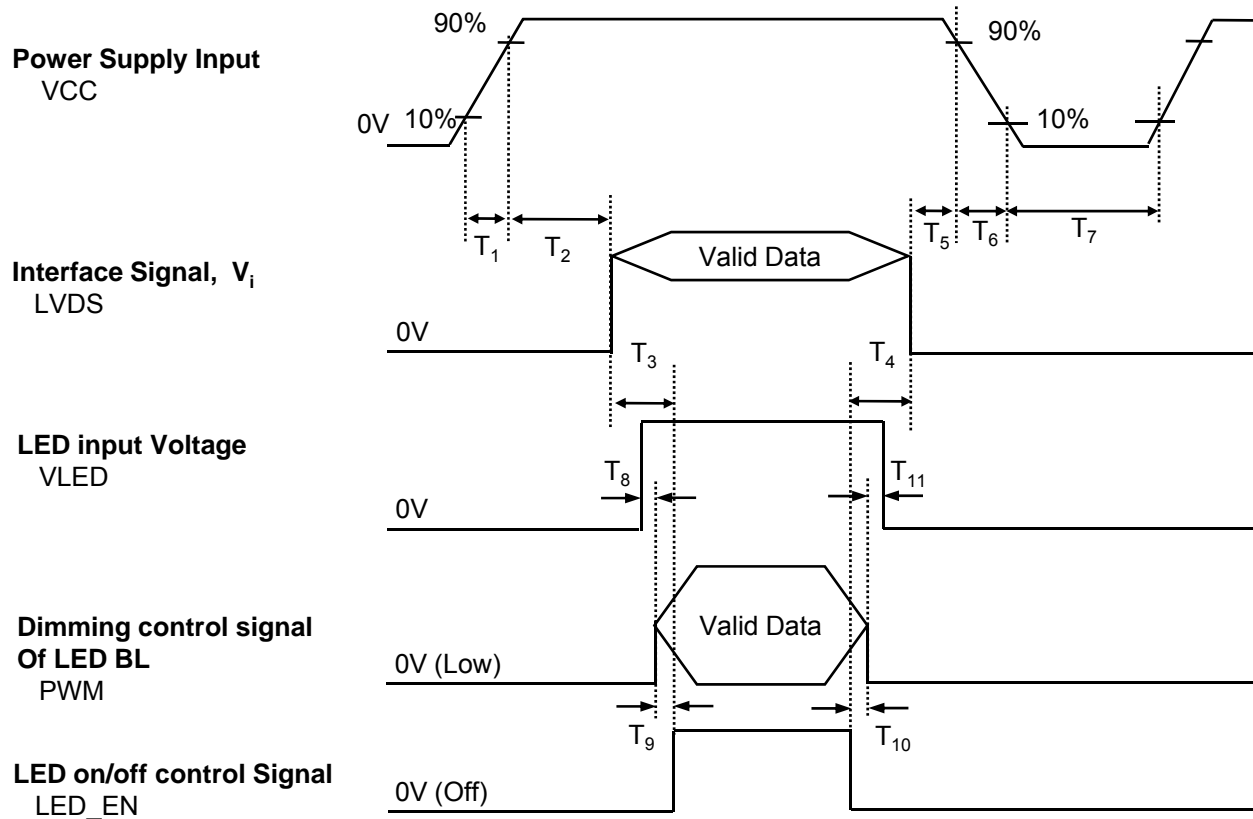 90%
90%
Power Supply Input
VCC
0V
10%
10%
T1
T2
T5
T6
T7
Interface Signal, Vi
LVDS
Valid Data
0V
T3
T4
LED input Voltage
VLED
T8
T11
0V
Dimming control signal
Of LED BL
PWM
Valid Data
0V (Low)
T9
T10
LED on/off control Signal
LED_EN
0V (Off)